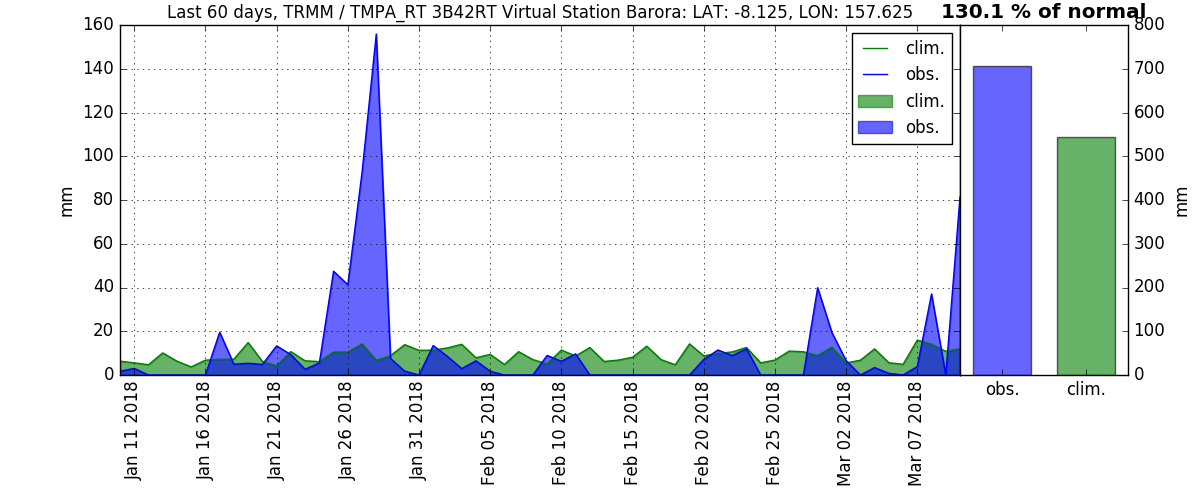 Last 60 days, TRMM / TMPA_RT 3B42RT Virtual Station Barora: LAT: -8.125, LON: 157.625
130.1 % of normal
160
140
120
100
80
60
40
20
0
mm
clim.
obs.
clim.
obs.
800
700
600
500
400
300
200
100
0
mm
Jan 11 2018
Jan 16 2018
Jan 21 2018
Jan 26 2018
Jan 31 2018
Feb 05 2018
Feb 10 2018
Feb 15 2018
Feb 20 2018
Feb 25 2018
Mar 02 2018
Mar 07 2018
obs.
clim.